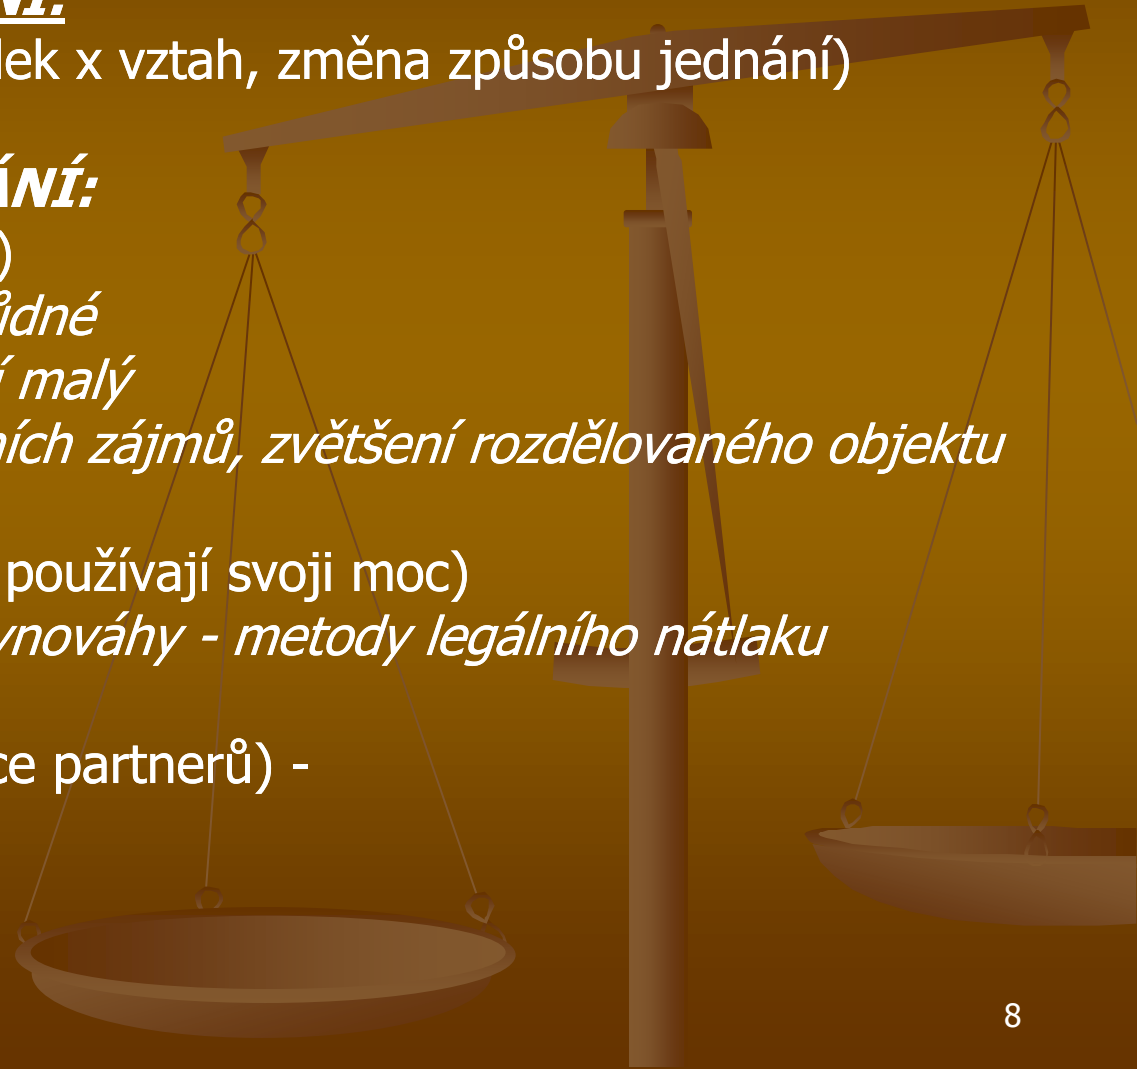 NÍ:
lek x vztah, změna způsobu jednání)
ÁNÍ:
)
ůdné
í malý
ních zájmů, zvětšení rozdělovaného objektu
používají svoji moc)
vnováhy - metody legálního nátlaku
ce partnerů) -
8